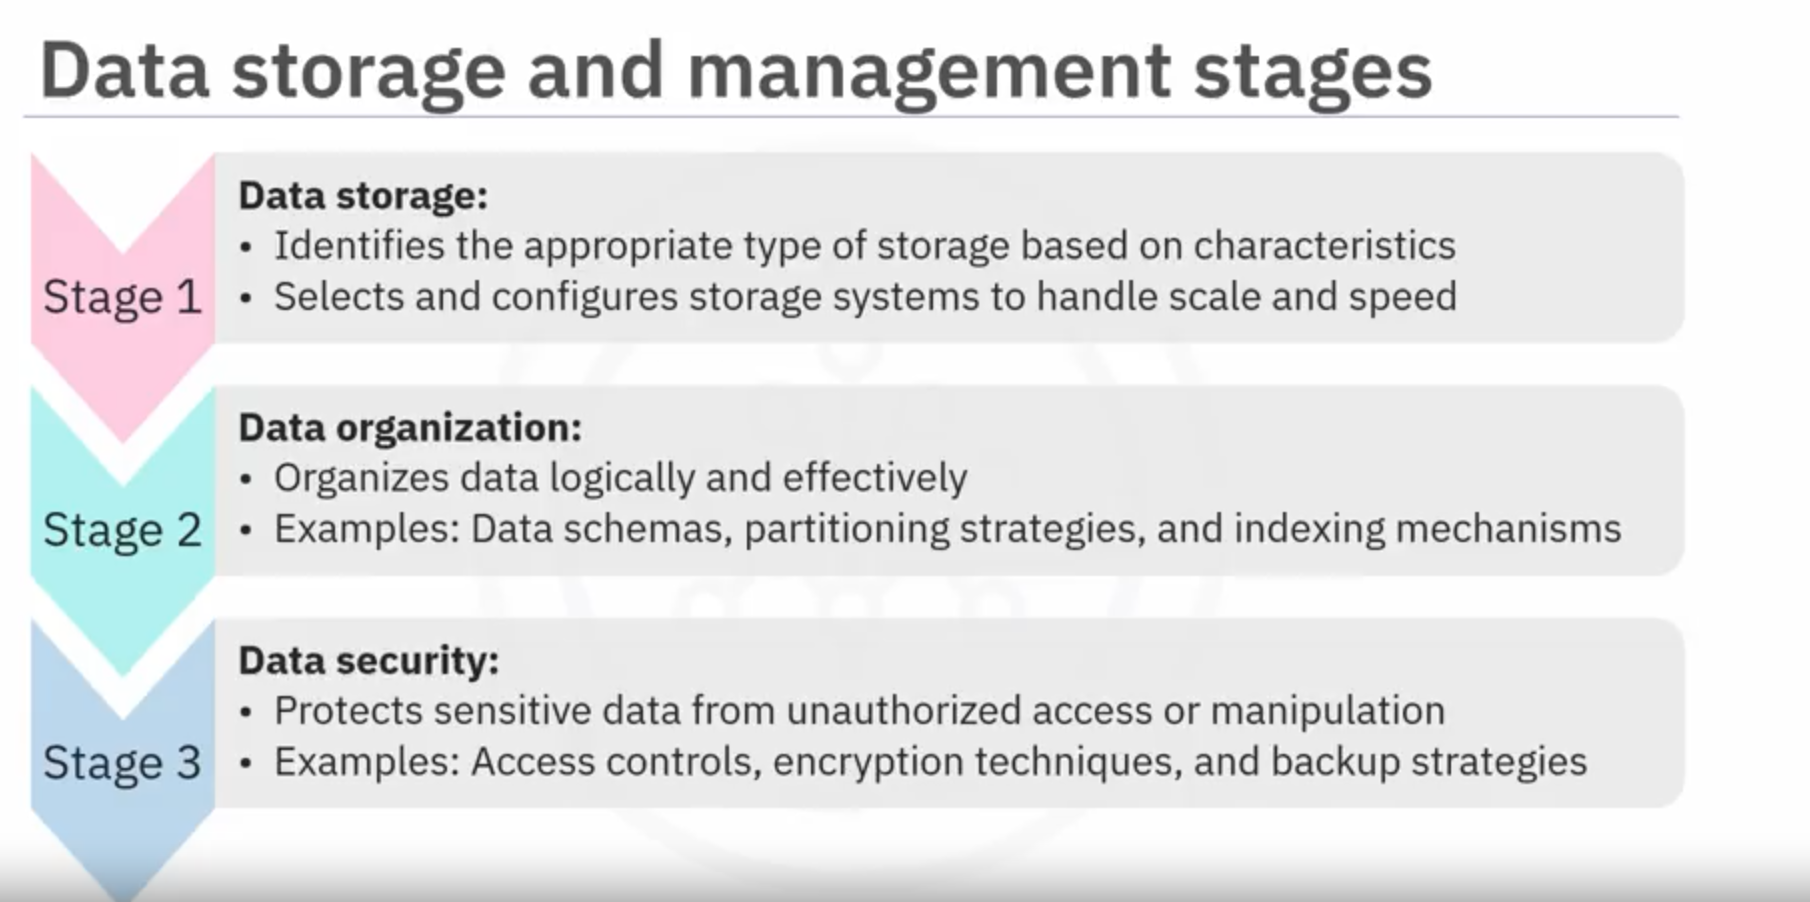 Data storage and management stages
Stage 1
Data storage:
• Identifies the appropriate type of storage based on characteristics
• Selects and configures storage systems to handle scale and speed
Stage 2
Data organization:
• Organizes data logically and effectively
• Examples: Data schemas, partitioning strategies, and indexing mechanisms
Stage 3
Data security:
• Protects sensitive data from unauthorized access or manipulation
• Examples: Access controls, encryption techniques, and backup strategies